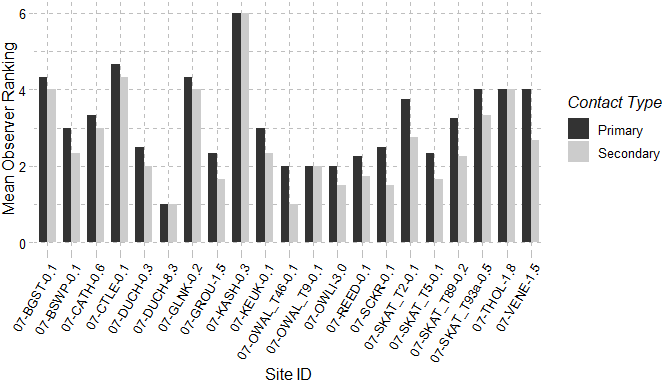 Mean Observer Ranking
6
4
2
0
07-BGST-0.1
07-BSWP-0.1
07-CATH-0.6
07-CTLE-0.1
07-DUCH-0.3
07-DUCH-8.3
07-GLNK-0.2
07-GROU-1.5
07-KASH-0.3
07-KEUK-0.1
07-OWAL_T46-0.1
07-OWAL_T9-0.1
07-OWLI-3.0
07-REED-0.1
07-SCKR-0.1
07-SKAT_T2-0.1
07-SKAT_T5-0.1
07-SKAT_T89-0.2
07-SKAT_T93a-0.5
07-THOL-1.8
07-VENE-1.5
Site ID
Contact Type
Primary
Secondary